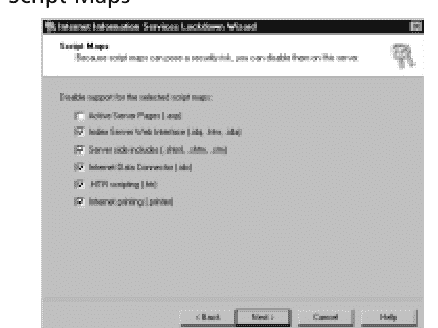 Script Maps
Internet Information Services Lockdown Wizard
Script Maps
Because script maps can pose a security risk, you can disable them on this server.
Disable support for the selected script maps:
Active Server Pages (.asp)
Index Server Web Interface (.idq, .htw, .ida)
Server side includes (.shtml, .shtm, .stm)
Internet Data Connector (.idc)
.HTR scripting (.htr)
Internet printing (.printer)
< Back
Next >
Cancel
Help